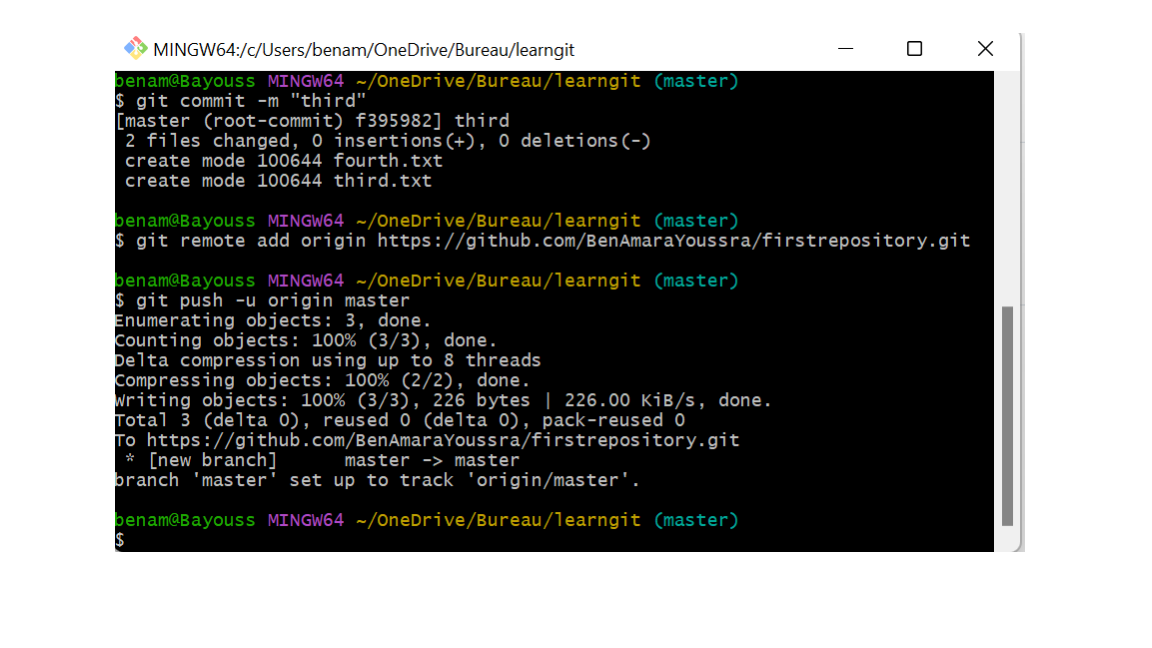 MINGW64:/c/Users/benam/OneDrive/Bureau/learngit
benam@Bayouss MINGW64 ~/OneDrive/Bureau/learngit (master)
$ git commit -m "third"
[master (root-commit) f395982] third
 2 files changed, 0 insertions(+), 0 deletions(-)
 create mode 100644 fourth.txt
 create mode 100644 third.txt

benam@Bayouss MINGW64 ~/OneDrive/Bureau/learngit (master)
$ git remote add origin https://github.com/BenAmaraYoussra/firstrepository.git

benam@Bayouss MINGW64 ~/OneDrive/Bureau/learngit (master)
$ git push -u origin master
Enumerating objects: 3, done.
Counting objects: 100% (3/3), done.
Delta compression using up to 8 threads
Compressing objects: 100% (2/2), done.
Writing objects: 100% (3/3), 226 bytes | 226.00 KiB/s, done.
Total 3 (delta 0), reused 0 (delta 0), pack-reused 0
To https://github.com/BenAmaraYoussra/firstrepository.git
 * [new branch]      master -> master
branch 'master' set up to track 'origin/master'.

benam@Bayouss MINGW64 ~/OneDrive/Bureau/learngit (master)
$